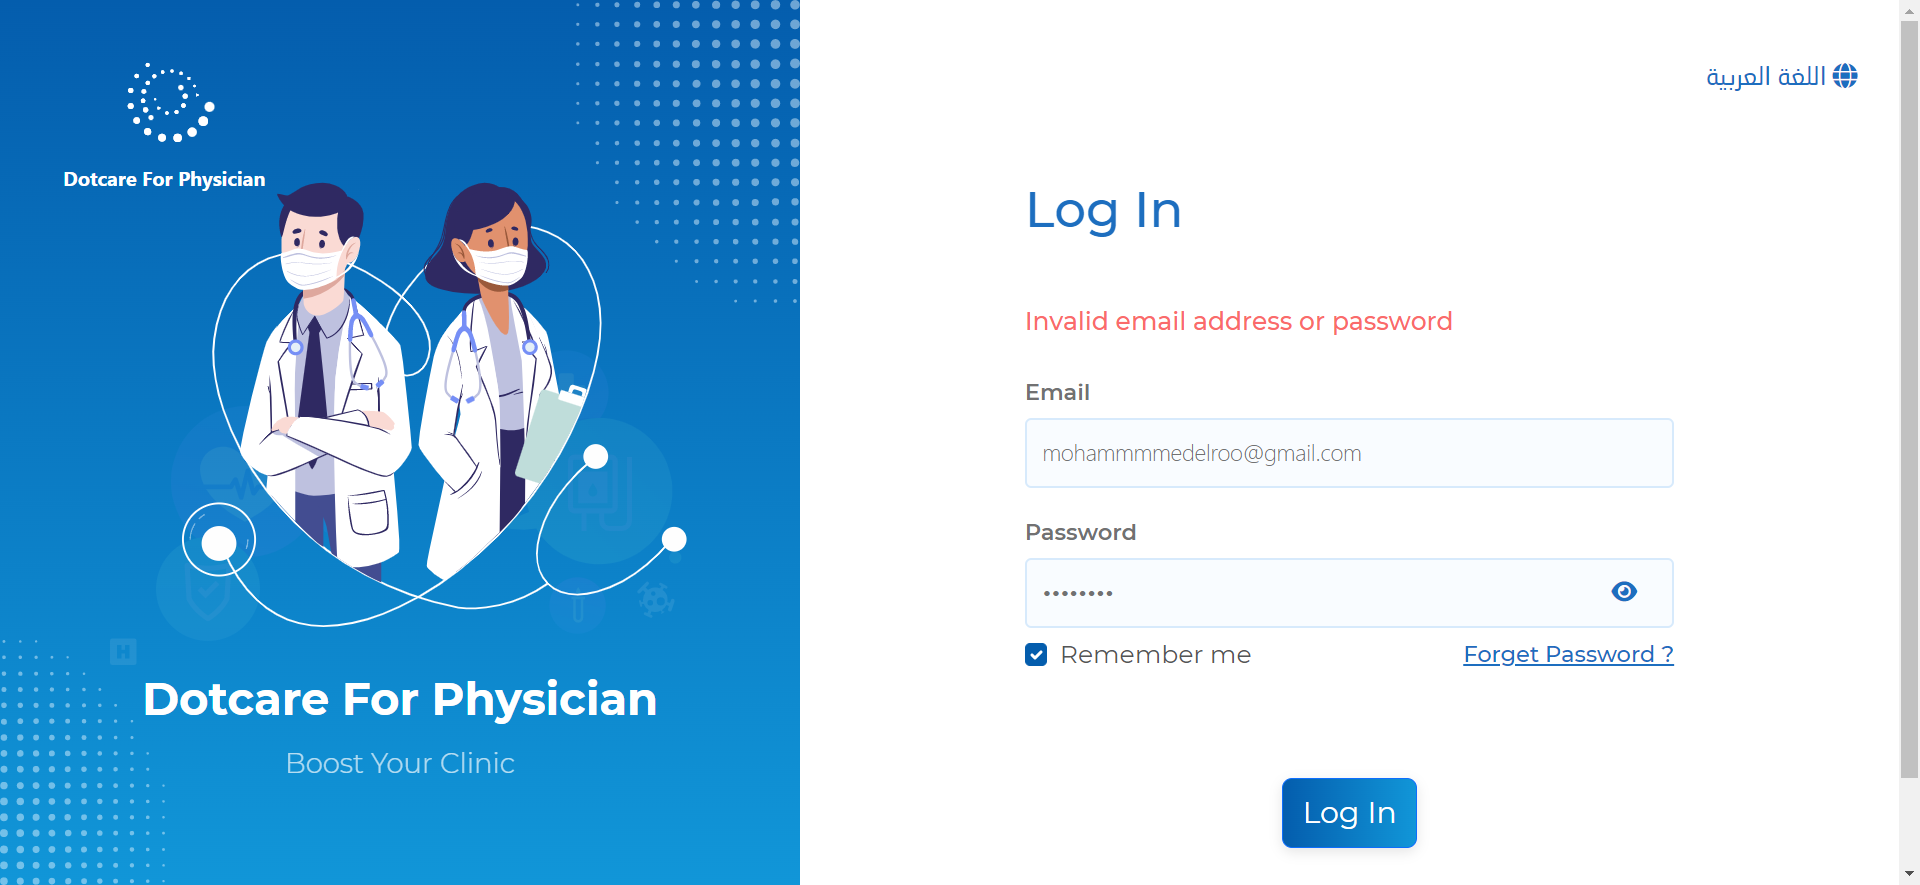 Dotcare For Physician
Dotcare For Physician
Boost Your Clinic
اللغة العربية
Log In
Invalid email address or password
Email
mohammmmedelroo@gmail.com
Password
••••••••
Remember me
Forget Password ?
Log In